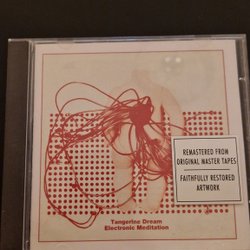 REMASTERED FROM
ORIGINAL MASTER TAPES
FAITHFULLY RESTORED
ARTWORK
Tangerine Dream
Electronic Meditation